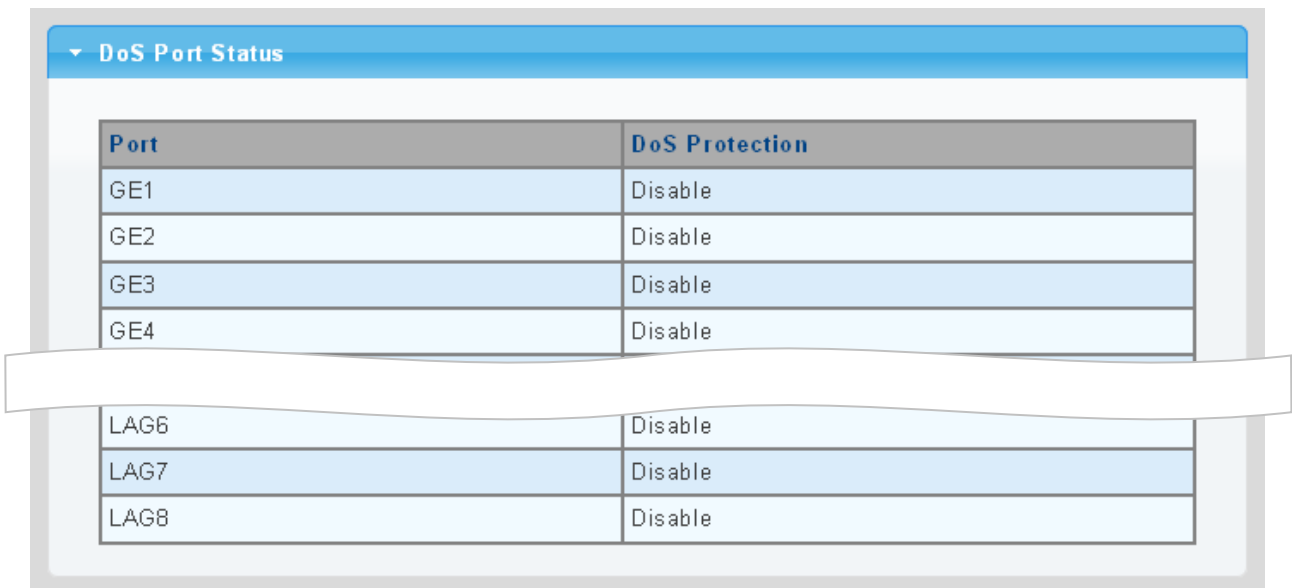 DoS Port Status
Port DoS Protection
GE1 Disable
GE2 Disable
GE3 Disable
GE4 Disable
LAG6 Disable
LAG7 Disable
LAG8 Disable